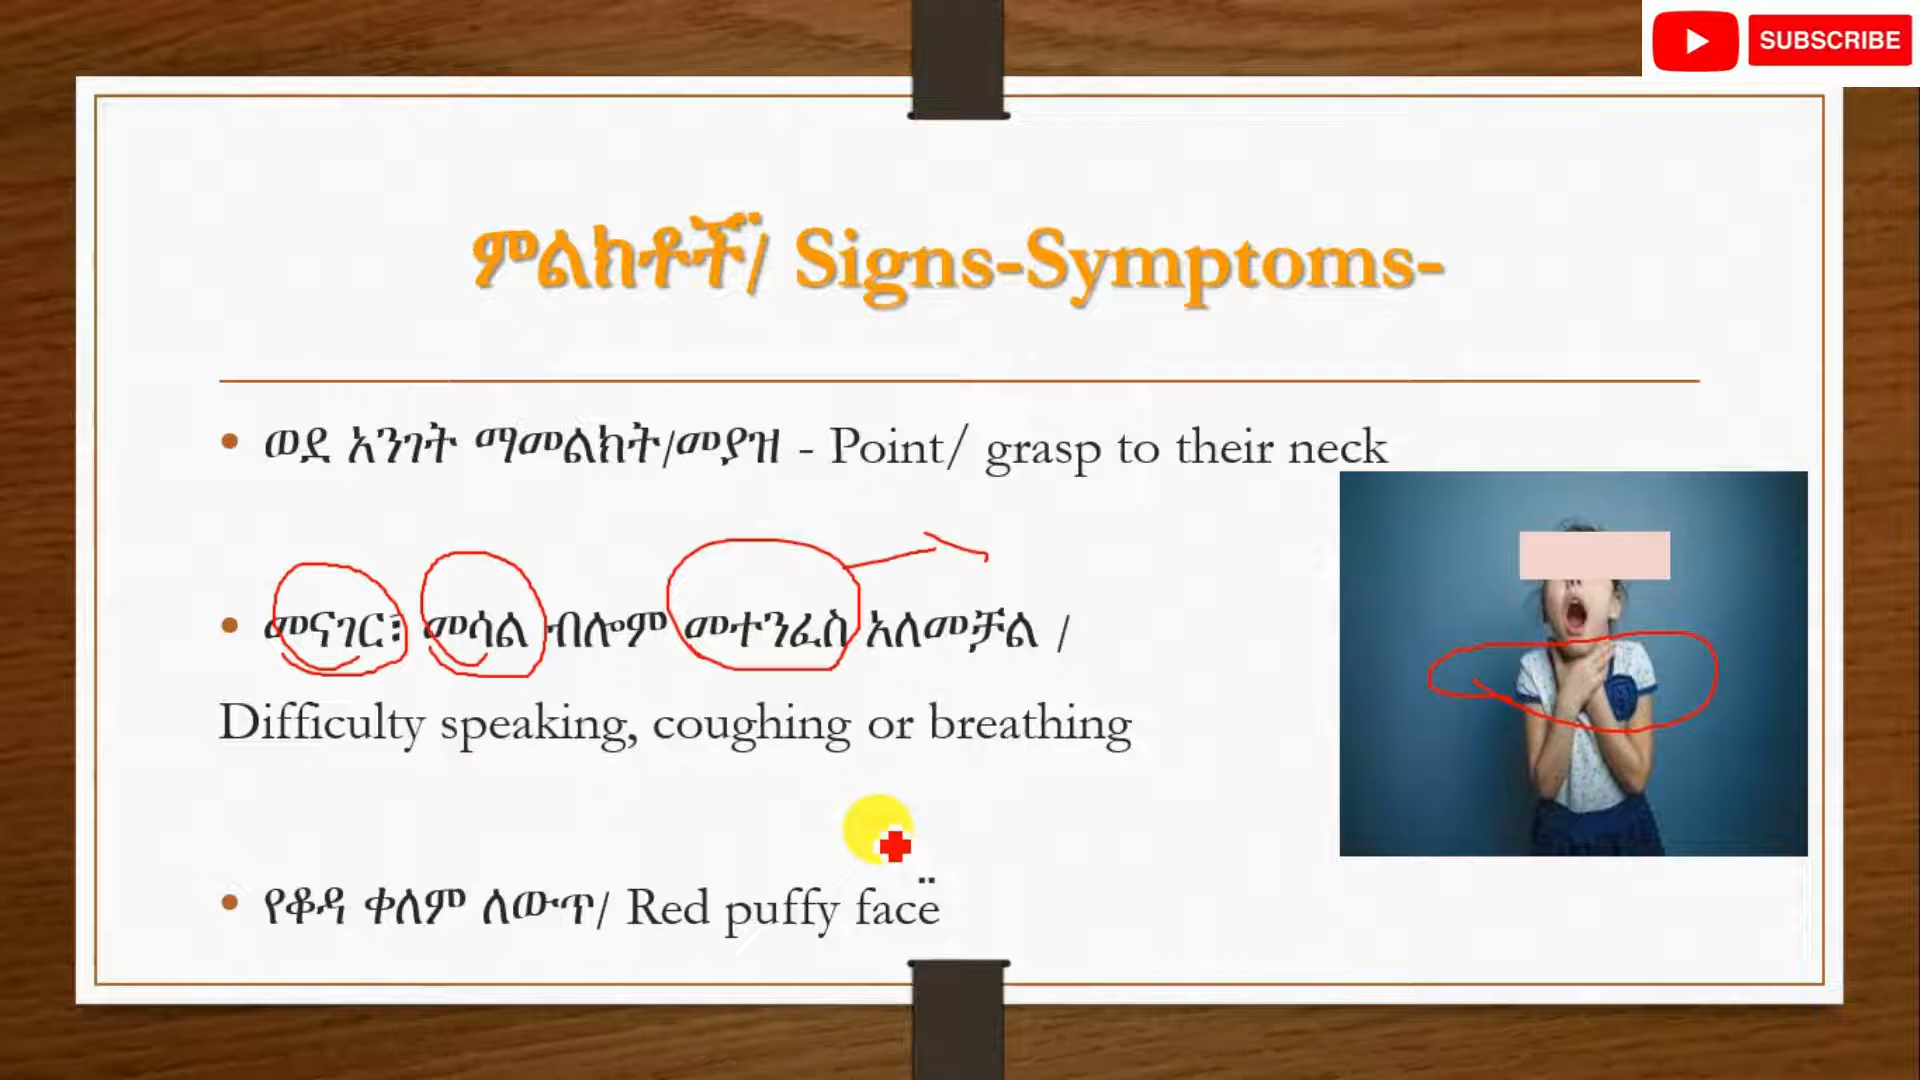 SUBSCRIBE
ምልክቶች/ Signs-Symptoms-
• ወደ አንገት ማመልከት/መያዝ - Point/ grasp to their neck
• መናገር፣ መሳል ብሎም መተንፈስ አለመቻል /
Difficulty speaking, coughing or breathing
• የቆዳ ቀለም ለውጥ/ Red puffy face